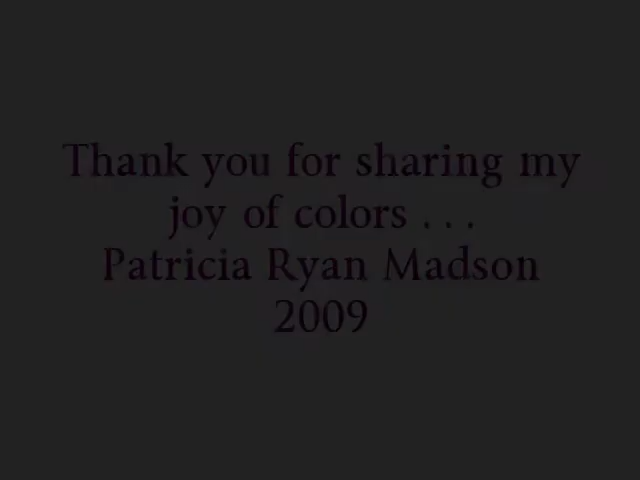 Thank you for sharing my
joy of colors . . .
Patricia Ryan Madson
2009